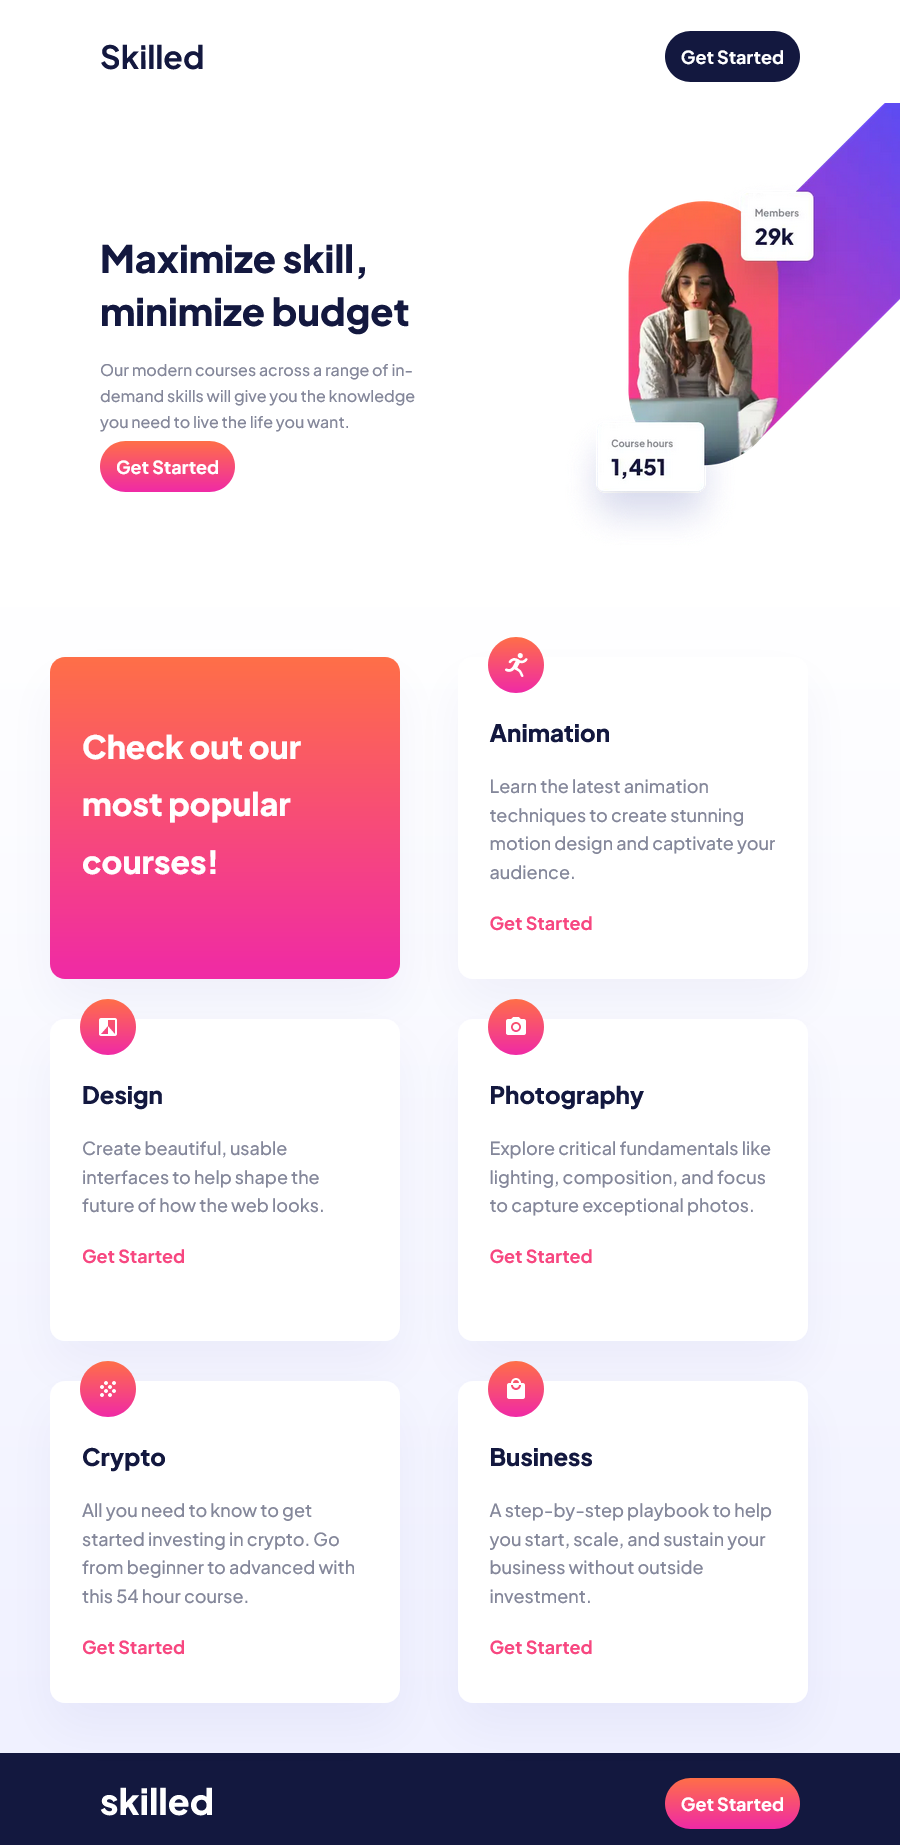 Skilled
Get Started
Members
29k
Maximize skill,
minimize budget
Our modern courses across a range of in-
demand skills will give you the knowledge
you need to live the life you want.
Get Started
Course hours
1,451
Check out our
most popular
courses!
Animation
Learn the latest animation
techniques to create stunning
motion design and captivate your
audience.
Get Started
Design
Create beautiful, usable
interfaces to help shape the
future of how the web looks.
Get Started
Photography
Explore critical fundamentals like
lighting, composition, and focus
to capture exceptional photos.
Get Started
Crypto
All you need to know to get
started investing in crypto. Go
from beginner to advanced with
this 54 hour course.
Get Started
Business
A step-by-step playbook to help
you start, scale, and sustain your
business without outside
investment.
Get Started
skilled
Get Started